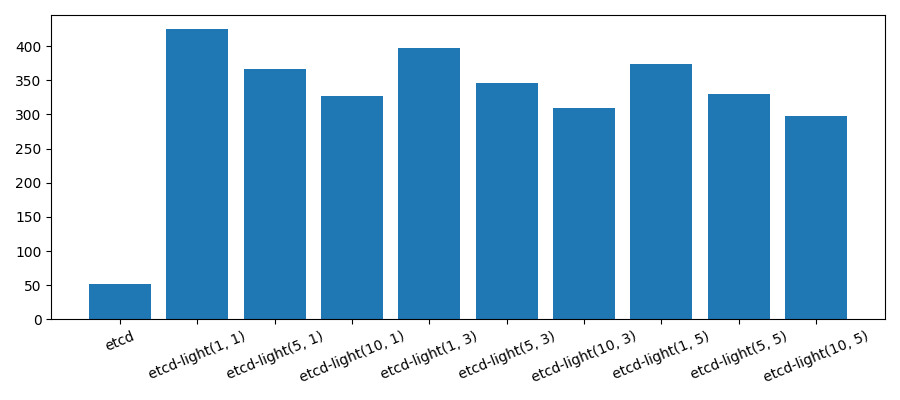 400
350
300
250
200
150
100
50
0
etcd
etcd-light(1, 1)
etcd-light(5, 1)
etcd-light(10, 1)
etcd-light(1, 3)
etcd-light(5, 3)
etcd-light(10, 3)
etcd-light(1, 5)
etcd-light(5, 5)
etcd-light(10, 5)